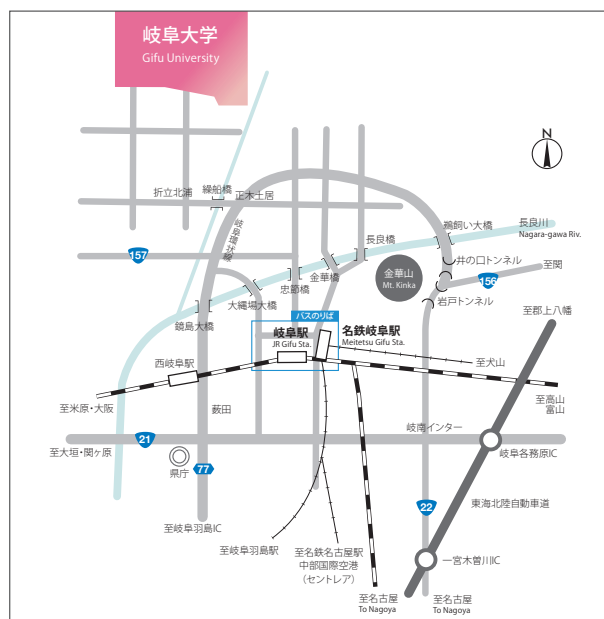 岐阜大学
Gifu University
N
折立北浦
繰船橋
正木土居
岐阜環状線
鵜飼い大橋
長良川
Nagara-gawa Riv.
157
長良橋
金華橋
忠節橋
大縄場大橋
鏡島大橋
金華山
Mt. Kinka
井の口トンネル
至関
156
岩戸トンネル
至郡上八幡
バスのりば
岐阜駅
JR Gifu Sta.
名鉄岐阜駅
Meitetsu Gifu Sta.
西岐阜駅
至犬山
至米原・大阪
至高山
富山
薮田
岐南インター
21
至大垣・関ヶ原
県庁
77
岐阜各務原IC
22
東海北陸自動車道
至岐阜羽島IC
至岐阜羽島駅
至名鉄名古屋駅
中部国際空港
（セントレア）
一宮木曽川IC
至名古屋
To Nagoya
至名古屋
To Nagoya